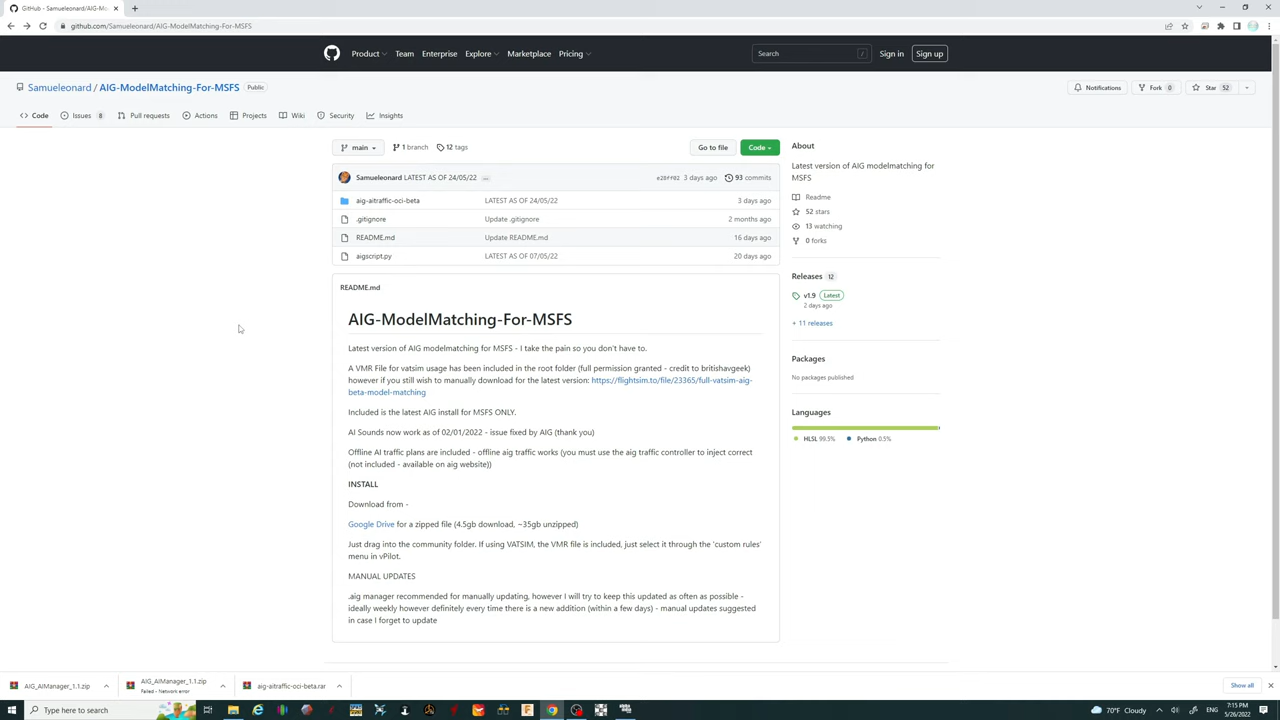 GitHub - Samueleonard/AIG-Mod
github.com/Samueleonard/AIG-ModelMatching-For-MSFS
Product Team Enterprise Explore Marketplace Pricing
Search /
Sign in Sign up
Samueleonard / AIG-ModelMatching-For-MSFS Public
Notifications Fork 0 Star 52
Code Issues 8 Pull requests Actions Projects Wiki Security Insights
main 1 branch 12 tags Go to file Code
Samueleonard LATEST AS OF 24/05/22 ... e28ff02 3 days ago 93 commits
aig-aitraffic-oci-beta LATEST AS OF 24/05/22 3 days ago
.gitignore Update .gitignore 2 months ago
README.md Update README.md 16 days ago
aigscript.py LATEST AS OF 07/05/22 20 days ago
README.md
AIG-ModelMatching-For-MSFS
Latest version of AIG modelmatching for MSFS - I take the pain so you don't have to.
A VMR File for vatsim usage has been included in the root folder (full permission granted - credit to britishavgeek)
however if you still wish to manually download for the latest version: https://flightsim.to/file/23365/full-vatsim-aig-
beta-model-matching
Included is the latest AIG install for MSFS ONLY.
AI Sounds now work as of 02/01/2022 - issue fixed by AIG (thank you)
Offline AI traffic plans are included - offline aig traffic works (you must use the aig traffic controller to inject correct
(not included - available on aig website))
INSTALL
Download from -
Google Drive for a zipped file (4.5gb download, ~35gb unzipped)
Just drag into the community folder. If using VATSIM, the VMR file is included, just select it through the 'custom rules'
menu in vPilot.
MANUAL UPDATES
.aig manager recommended for manually updating, however I will try to keep this updated as often as possible -
ideally weekly however definitely every time there is a new addition (within a few days) - manual updates suggested
in case I forget to update
About
Latest version of AIG modelmatching for
MSFS
Readme
52 stars
13 watching
0 forks
Releases 12
v1.9 Latest
2 days ago
+ 11 releases
Packages
No packages published
Languages
HLSL 99.5% Python 0.5%
AIG_AIManager_1.1.zip
AIG_AIManager_1.1.zip
Failed - Network error
aig-aitraffic-oci-beta.rar
Show all
Type here to search
70°F Cloudy
ENG
7:15 PM
5/26/2022